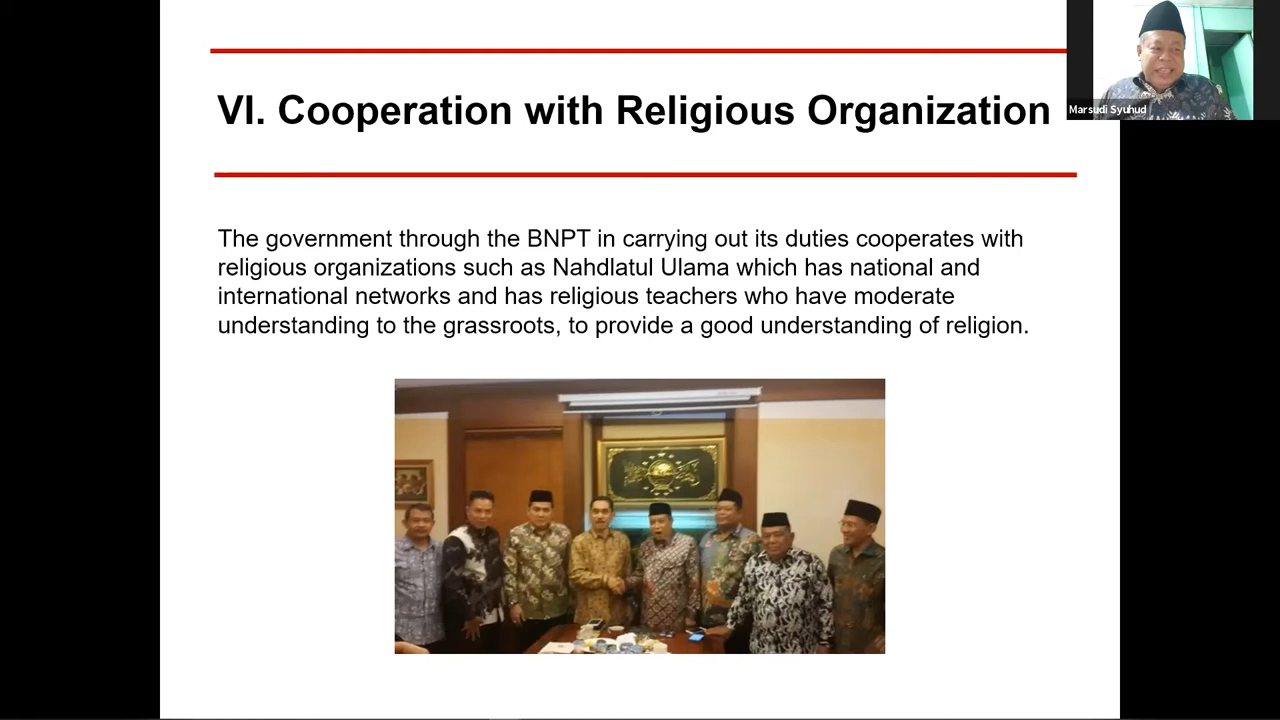 VI. Cooperation with Religious Organization
Marsudi Syuhud
The government through the BNPT in carrying out its duties cooperates with
religious organizations such as Nahdlatul Ulama which has national and
international networks and has religious teachers who have moderate
understanding to the grassroots, to provide a good understanding of religion.